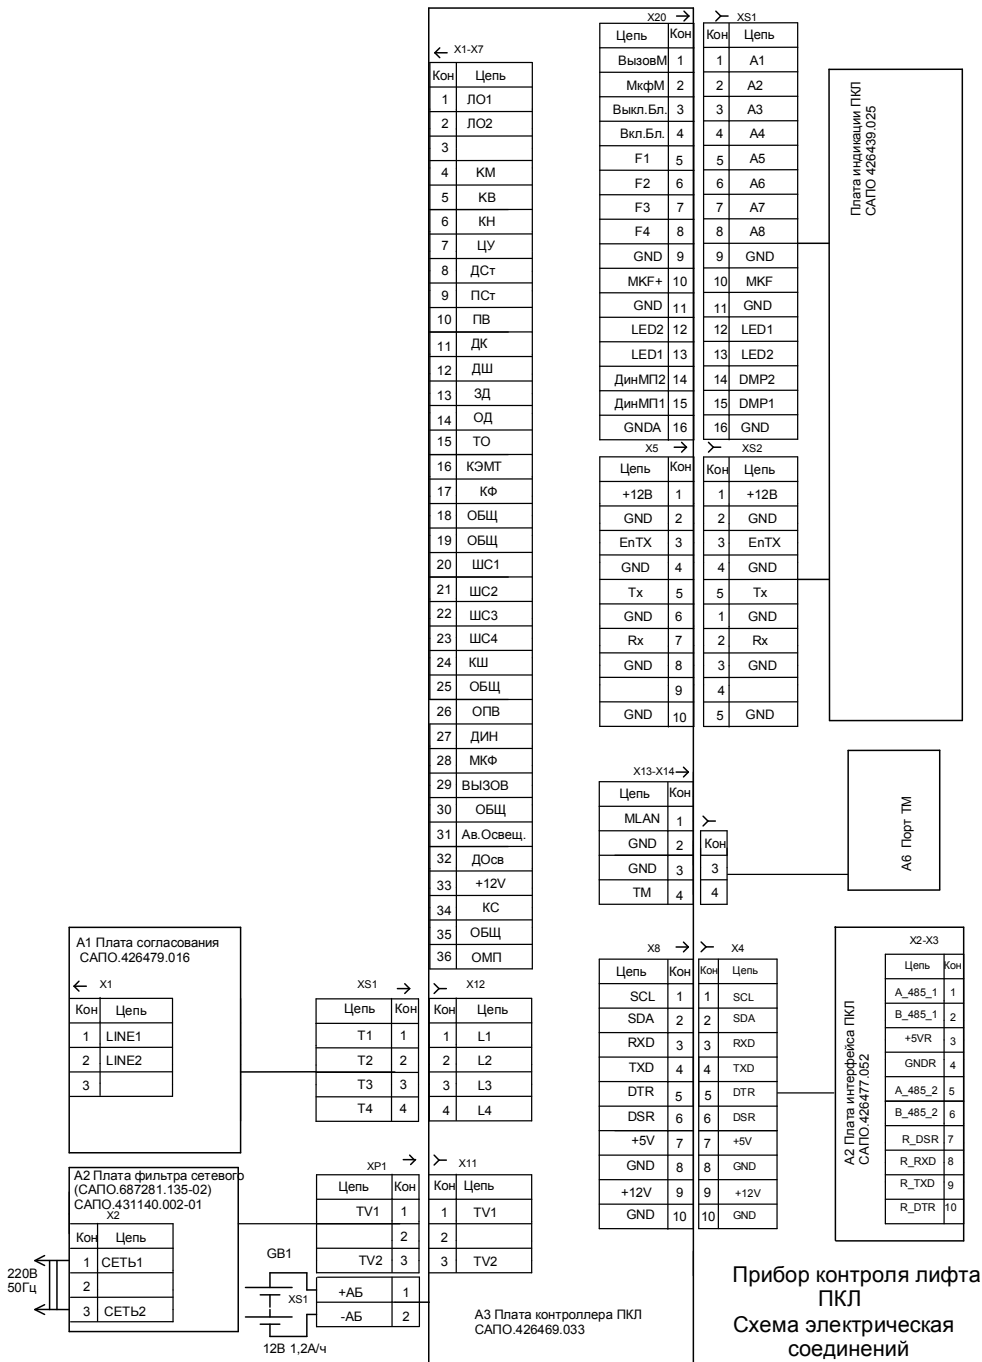 X1-X7
Кон Цепь
1 ЛО1
2 ЛО2
3
4 КМ
5 КВ
6 КН
7 ЦУ
8 ДСт
9 ПСт
10 ПВ
11 ДК
12 ДШ
13 ЗД
14 ОД
15 ТО
16 КЭМТ
17 КФ
18 ОБЩ
19 ОБЩ
20 ШС1
21 ШС2
22 ШС3
23 ШС4
24 КШ
25 ОБЩ
26 ОПВ
27 ДИН
28 МКФ
29 ВЫЗОВ
30 ОБЩ
31 Ав.Освещ.
32 ДОсв
33 +12V
34 КС
35 ОБЩ
36 ОМП
X20 XS1
Цепь Кон Кон Цепь
ВызовМ 1 1 A1
МкфМ 2 2 A2
Выкл.Бл. 3 3 A3
Вкл.Бл. 4 4 A4
F1 5 5 A5
F2 6 6 A6
F3 7 7 A7
F4 8 8 A8
GND 9 9 GND
MKF+ 10 10 MKF
GND 11 11 GND
LED2 12 12 LED1
LED1 13 13 LED2
ДинМП2 14 14 DMP2
ДинМП1 15 15 DMP1
GNDA 16 16 GND
X5 XS2
Цепь Кон Кон Цепь
+12В 1 1 +12В
GND 2 2 GND
EnTX 3 3 EnTX
GND 4 4 GND
Tx 5 5 Tx
GND 6 1 GND
Rx 7 2 Rx
GND 8 3 GND
9 4
GND 10 5 GND
Плата индикации ПКЛ
САПО 426439.025
X13-X14
Цепь Кон
MLAN 1
GND 2 Кон
GND 3 3
TM 4 4
А6 Порт ТМ
X8 X4
Цепь Кон Кон Цепь
SCL 1 1 SCL
SDA 2 2 SDA
RXD 3 3 RXD
TXD 4 4 TXD
DTR 5 5 DTR
DSR 6 6 DSR
+5V 7 7 +5V
GND 8 8 GND
+12V 9 9 +12V
GND 10 10 GND
А2 Плата интерфейса ПКЛ
САПО.426477.052
X2-X3
Цепь Кон
A_485_1 1
B_485_1 2
+5VR 3
GNDR 4
A_485_2 5
B_485_2 6
R_DSR 7
R_RXD 8
R_TXD 9
R_DTR 10
А1 Плата согласования
САПО.426479.016
X1
Кон Цепь
1 LINE1
2 LINE2
3
XS1 X12
Цепь Кон Кон Цепь
T1 1 1 L1
T2 2 2 L2
T3 3 3 L3
T4 4 4 L4
А2 Плата фильтра сетевого
(САПО.687281.135-02)
САПО.431140.002-01
X2
Кон Цепь
1 СЕТЬ1
2
3 СЕТЬ2
220В
50Гц
XP1 X11
Цепь Кон Кон Цепь
TV1 1 1 TV1
2 2
TV2 3 3 TV2
GB1
XS1
+АБ 1
-АБ 2
12В 1,2А/ч
А3 Плата контроллера ПКЛ
САПО.426469.033
Прибор контроля лифта
ПКЛ
Схема электрическая
соединений